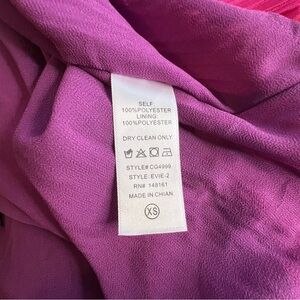 SELF
100%POLYESTER
LINING:
100%POLYESTER
DRY CLEAN ONLY
STYLE# CG4999
STYLE: EVIE-2
RN# 148161
MADE IN CHIAN
XS